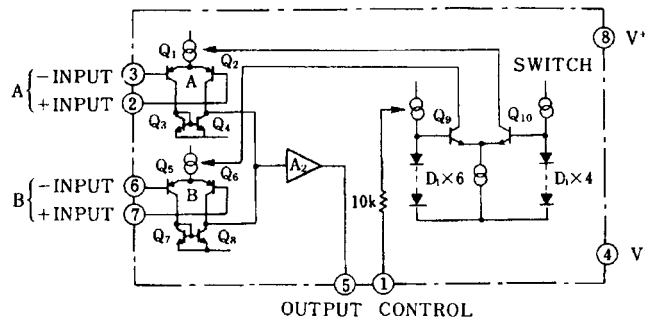 Q₁
Q₂
⑧ V⁺
SWITCH
A { −INPUT ③
+INPUT ②
A
Q₃ Q₄
Q₉ Q₁₀
Q₅ Q₆
B { −INPUT ⑥
+INPUT ⑦
B
Q₇ Q₈
A₂
10k
D₁×6
D₁×4
④ V
⑤ ①
OUTPUT CONTROL